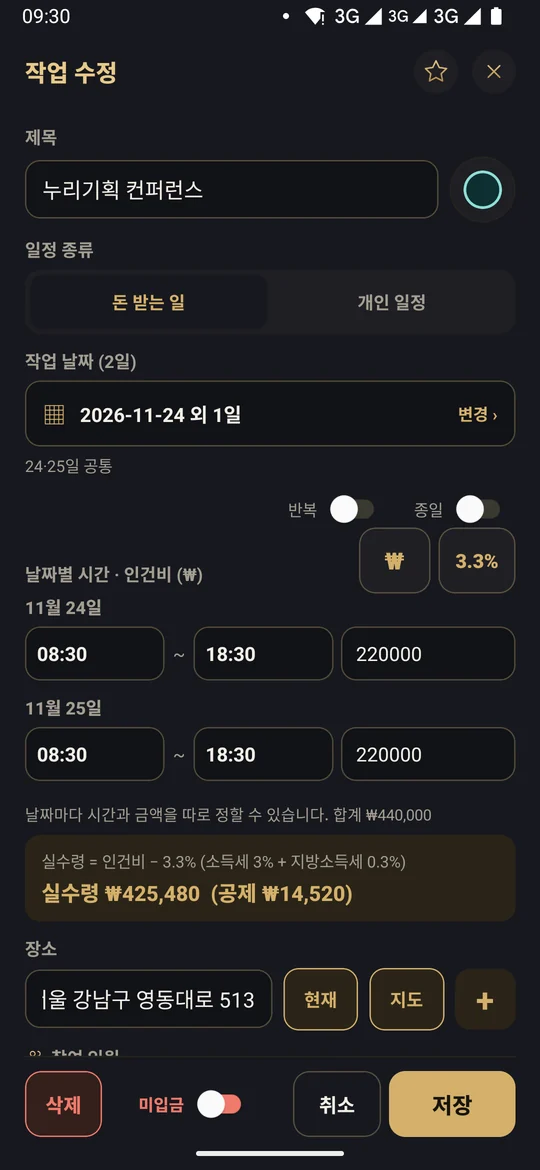 09:30
3G 3G 3G
작업 수정
제목
누리기획 컨퍼런스
일정 종류
돈 받는 일 개인 일정
작업 날짜 (2일)
2026-11-24 외 1일 변경 ›
24·25일 공통
반복 종일
날짜별 시간 · 인건비 (₩) ₩ 3.3%
11월 24일
08:30 ~ 18:30 220000
11월 25일
08:30 ~ 18:30 220000
날짜마다 시간과 금액을 따로 정할 수 있습니다. 합계 ₩440,000
실수령 = 인건비 − 3.3% (소득세 3% + 지방소득세 0.3%)
실수령 ₩425,480 (공제 ₩14,520)
장소
강남구 영동대로 513 현재 지도 +
삭제 미입금 취소 저장